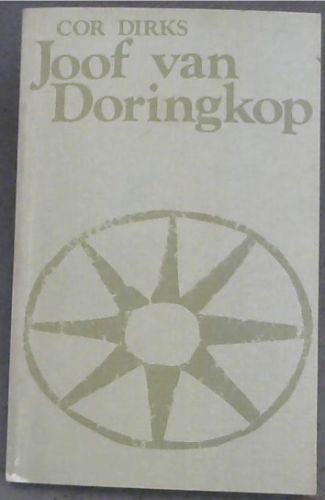 COR DIRKS
Joof van
Doringkop